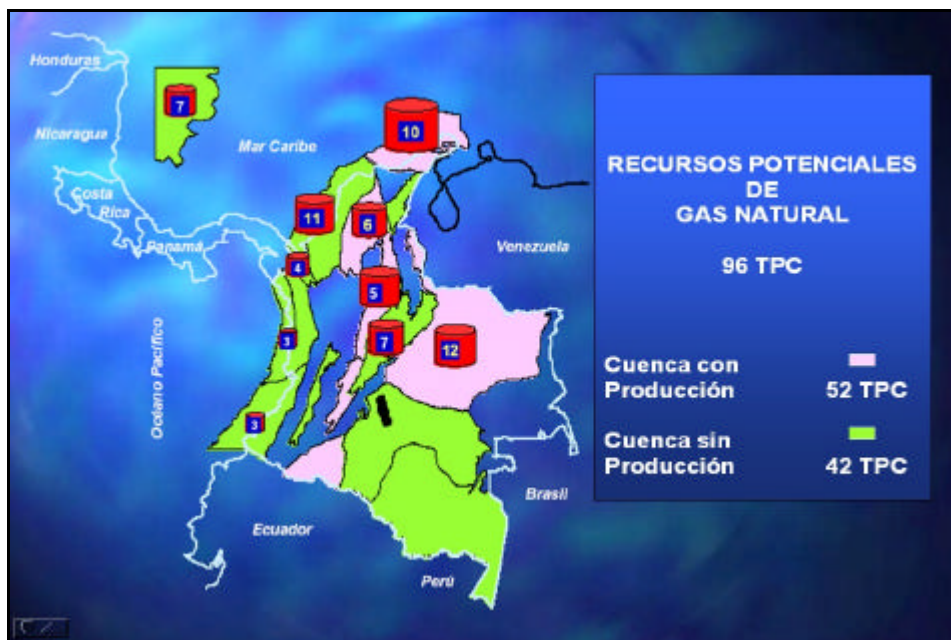 Honduras
7
Nicaragua
Mar Caribe
10
Costa
Rica
Panamá
11
6
Venezuela
4
5
3
7
12
Océano Pacífico
3
Ecuador
Brasil
Perú
RECURSOS POTENCIALES
DE
GAS NATURAL
96 TPC
Cuenca con
Producción 52 TPC
Cuenca sin
Producción 42 TPC